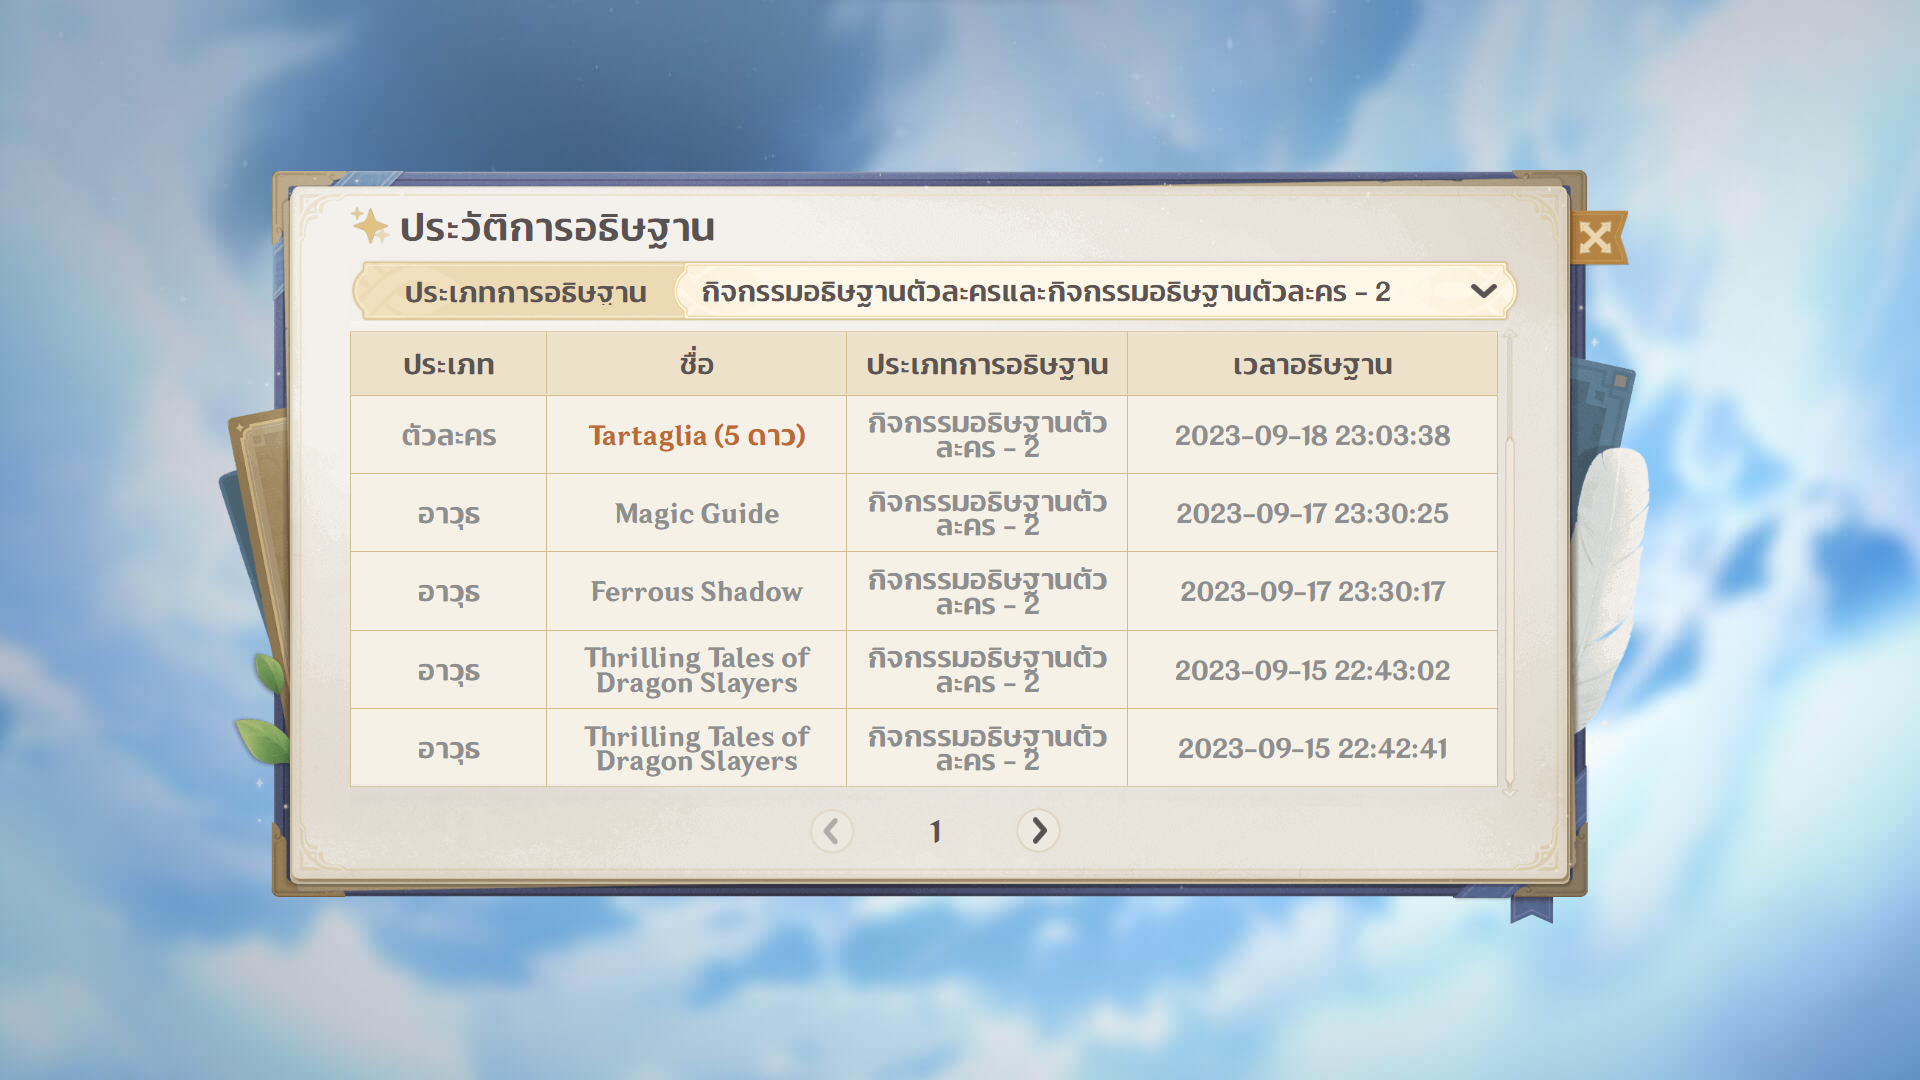 ประวัติการอธิษฐาน
ประเภทการอธิษฐาน กิจกรรมอธิษฐานตัวละครและกิจกรรมอธิษฐานตัวละคร - 2
ประเภท ชื่อ ประเภทการอธิษฐาน เวลาอธิษฐาน
ตัวละคร Tartaglia (5 ดาว) กิจกรรมอธิษฐานตัว
ละคร - 2 2023-09-18 23:03:38
อาวุธ Magic Guide กิจกรรมอธิษฐานตัว
ละคร - 2 2023-09-17 23:30:25
อาวุธ Ferrous Shadow กิจกรรมอธิษฐานตัว
ละคร - 2 2023-09-17 23:30:17
อาวุธ Thrilling Tales of
Dragon Slayers กิจกรรมอธิษฐานตัว
ละคร - 2 2023-09-15 22:43:02
อาวุธ Thrilling Tales of
Dragon Slayers กิจกรรมอธิษฐานตัว
ละคร - 2 2023-09-15 22:42:41
1